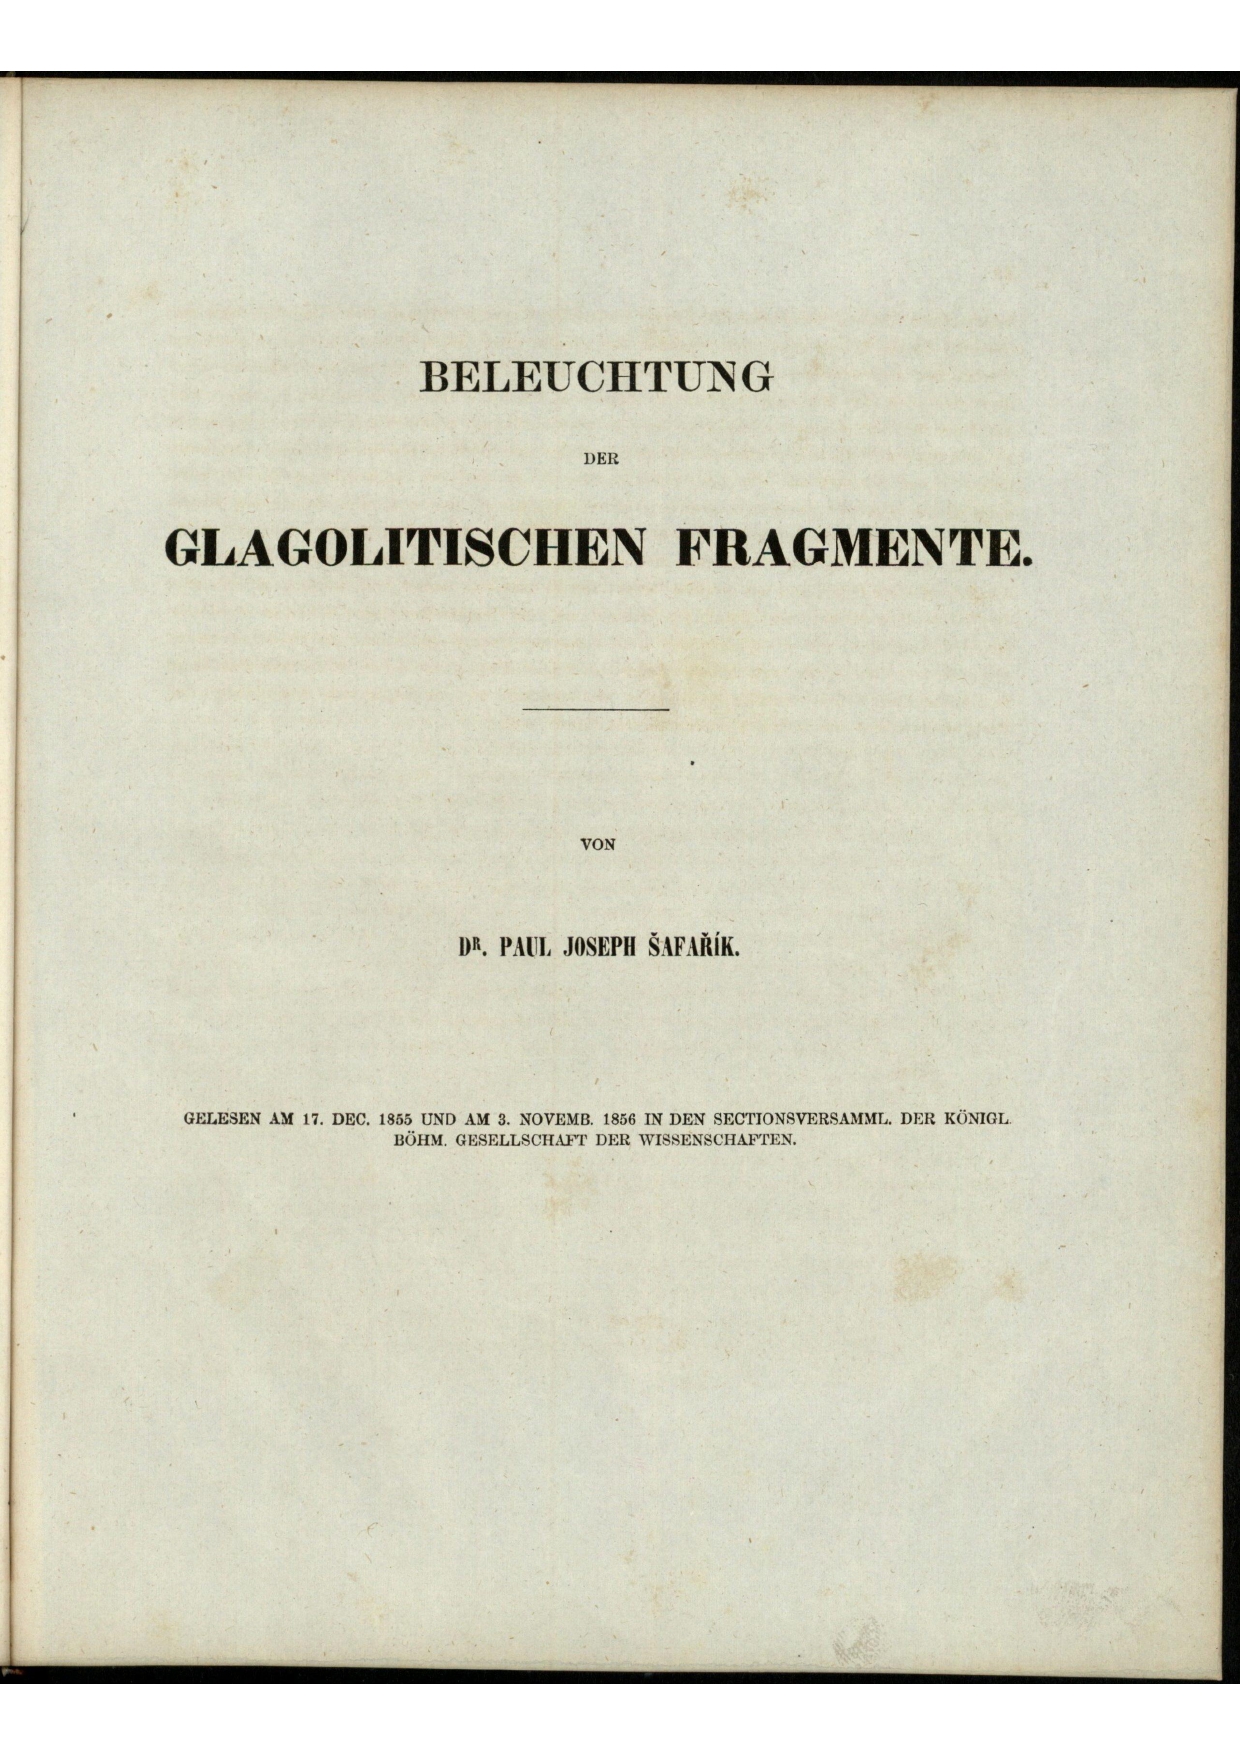 BELEUCHTUNG
DER
GLAGOLITISCHEN FRAGMENTE.
VON
DR. PAUL JOSEPH ŠAFAŘÍK.
GELESEN AM 17. DEC. 1855 UND AM 3. NOVEMB. 1856 IN DEN SECTIONSVERSAMML. DER KÖNIGL.
BÖHM. GESELLSCHAFT DER WISSENSCHAFTEN.